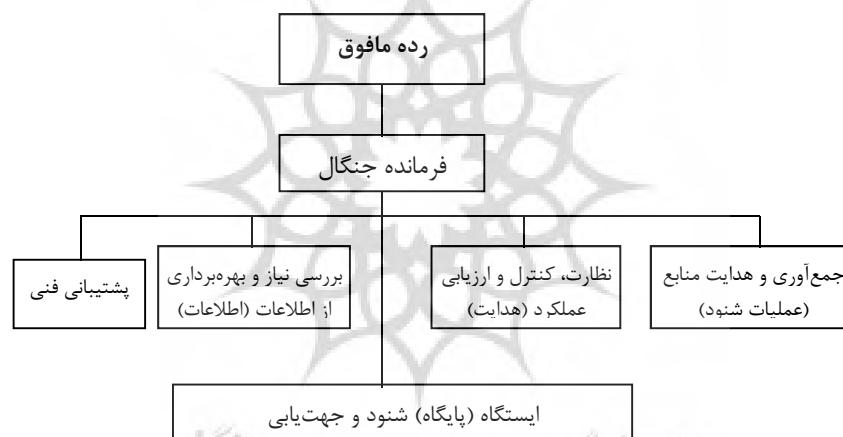 رده مافوق
فرمانده جنگال
جمع‌آوری و هدایت منابع
(عملیات شنود)
نظارت، کنترل و ارزیابی
عملکرد (هدایت)
بررسی نیاز و بهره‌برداری
از اطلاعات (اطلاعات)
پشتیبانی فنی
ایستگاه (پایگاه) شنود و جهت‌یابی